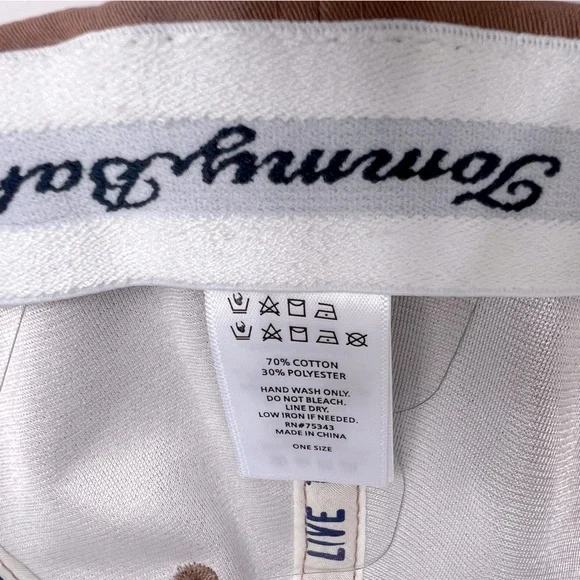 Tommy Bah
70% COTTON
30% POLYESTER
HAND WASH ONLY.
DO NOT BLEACH.
LINE DRY.
LOW IRON IF NEEDED.
RN#75343
MADE IN CHINA
ONE SIZE
LIVE